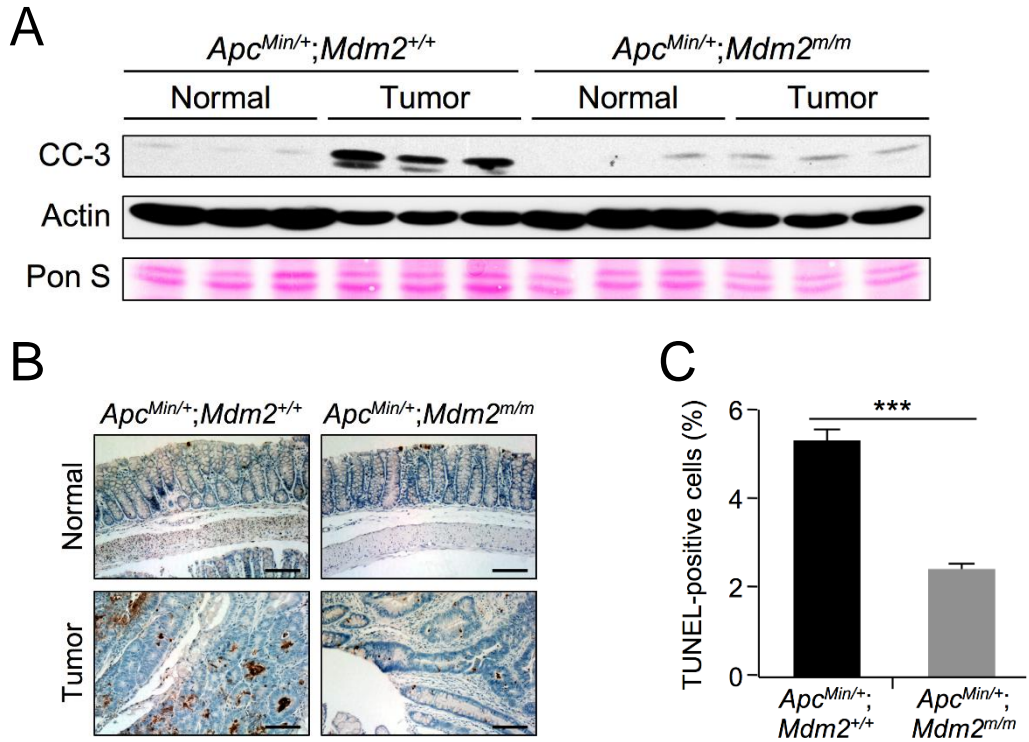 A
Apc^Min/+;Mdm2^+/+ Apc^Min/+;Mdm2^m/m
Normal Tumor Normal Tumor
CC-3
Actin
Pon S
B
Apc^Min/+;Mdm2^+/+ Apc^Min/+;Mdm2^m/m
Normal
Tumor
C
TUNEL-positive cells (%)
6
4
2
0
***
Apc^Min/+; Apc^Min/+;
Mdm2^+/+ Mdm2^m/m